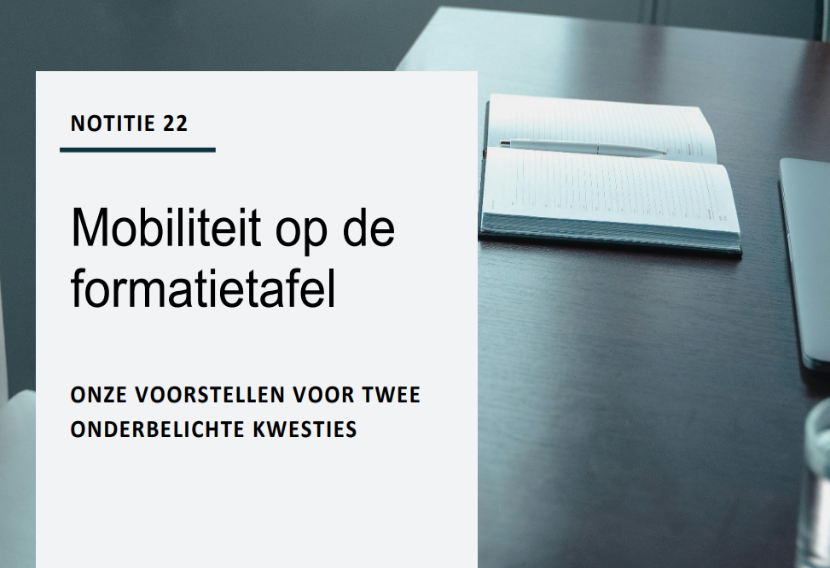 NOTITIE 22
Mobiliteit op de
formatietafel
ONZE VOORSTELLEN VOOR TWEE
ONDERBELICHTE KWESTIES